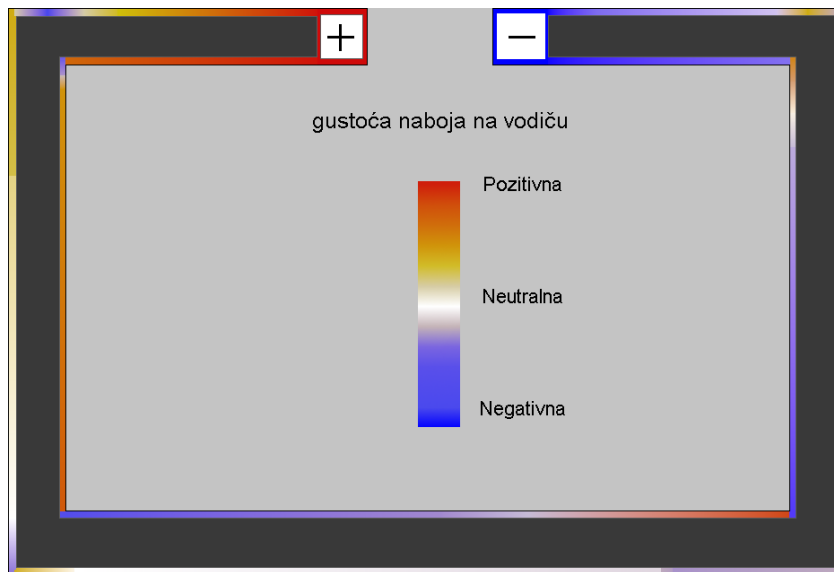 + −
gustoća naboja na vodiču
Pozitivna
Neutralna
Negativna